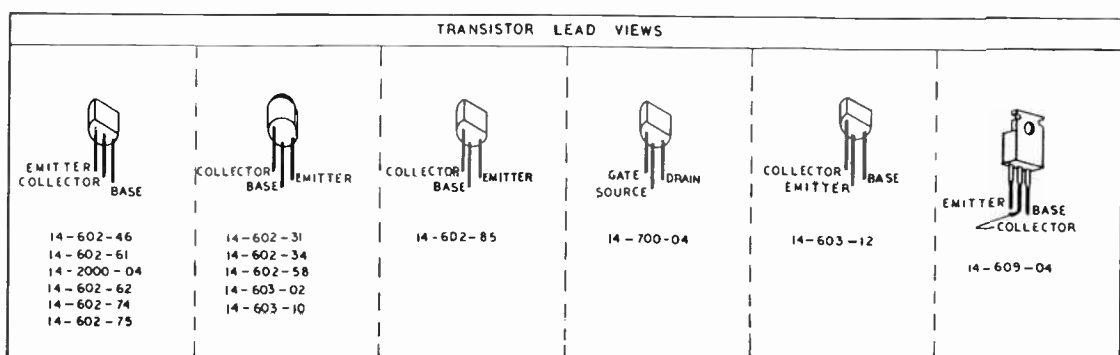 TRANSISTOR LEAD VIEWS
EMITTER
COLLECTOR
BASE
14-602-46
14-602-61
14-2000-04
14-602-62
14-602-74
14-602-75
COLLECTOR
BASE
EMITTER
14-602-31
14-602-34
14-602-58
14-603-02
14-603-10
COLLECTOR
BASE
EMITTER
14-602-85
GATE
SOURCE
DRAIN
14-700-04
COLLECTOR
EMITTER
BASE
14-603-12
EMITTER
BASE
COLLECTOR
14-609-04